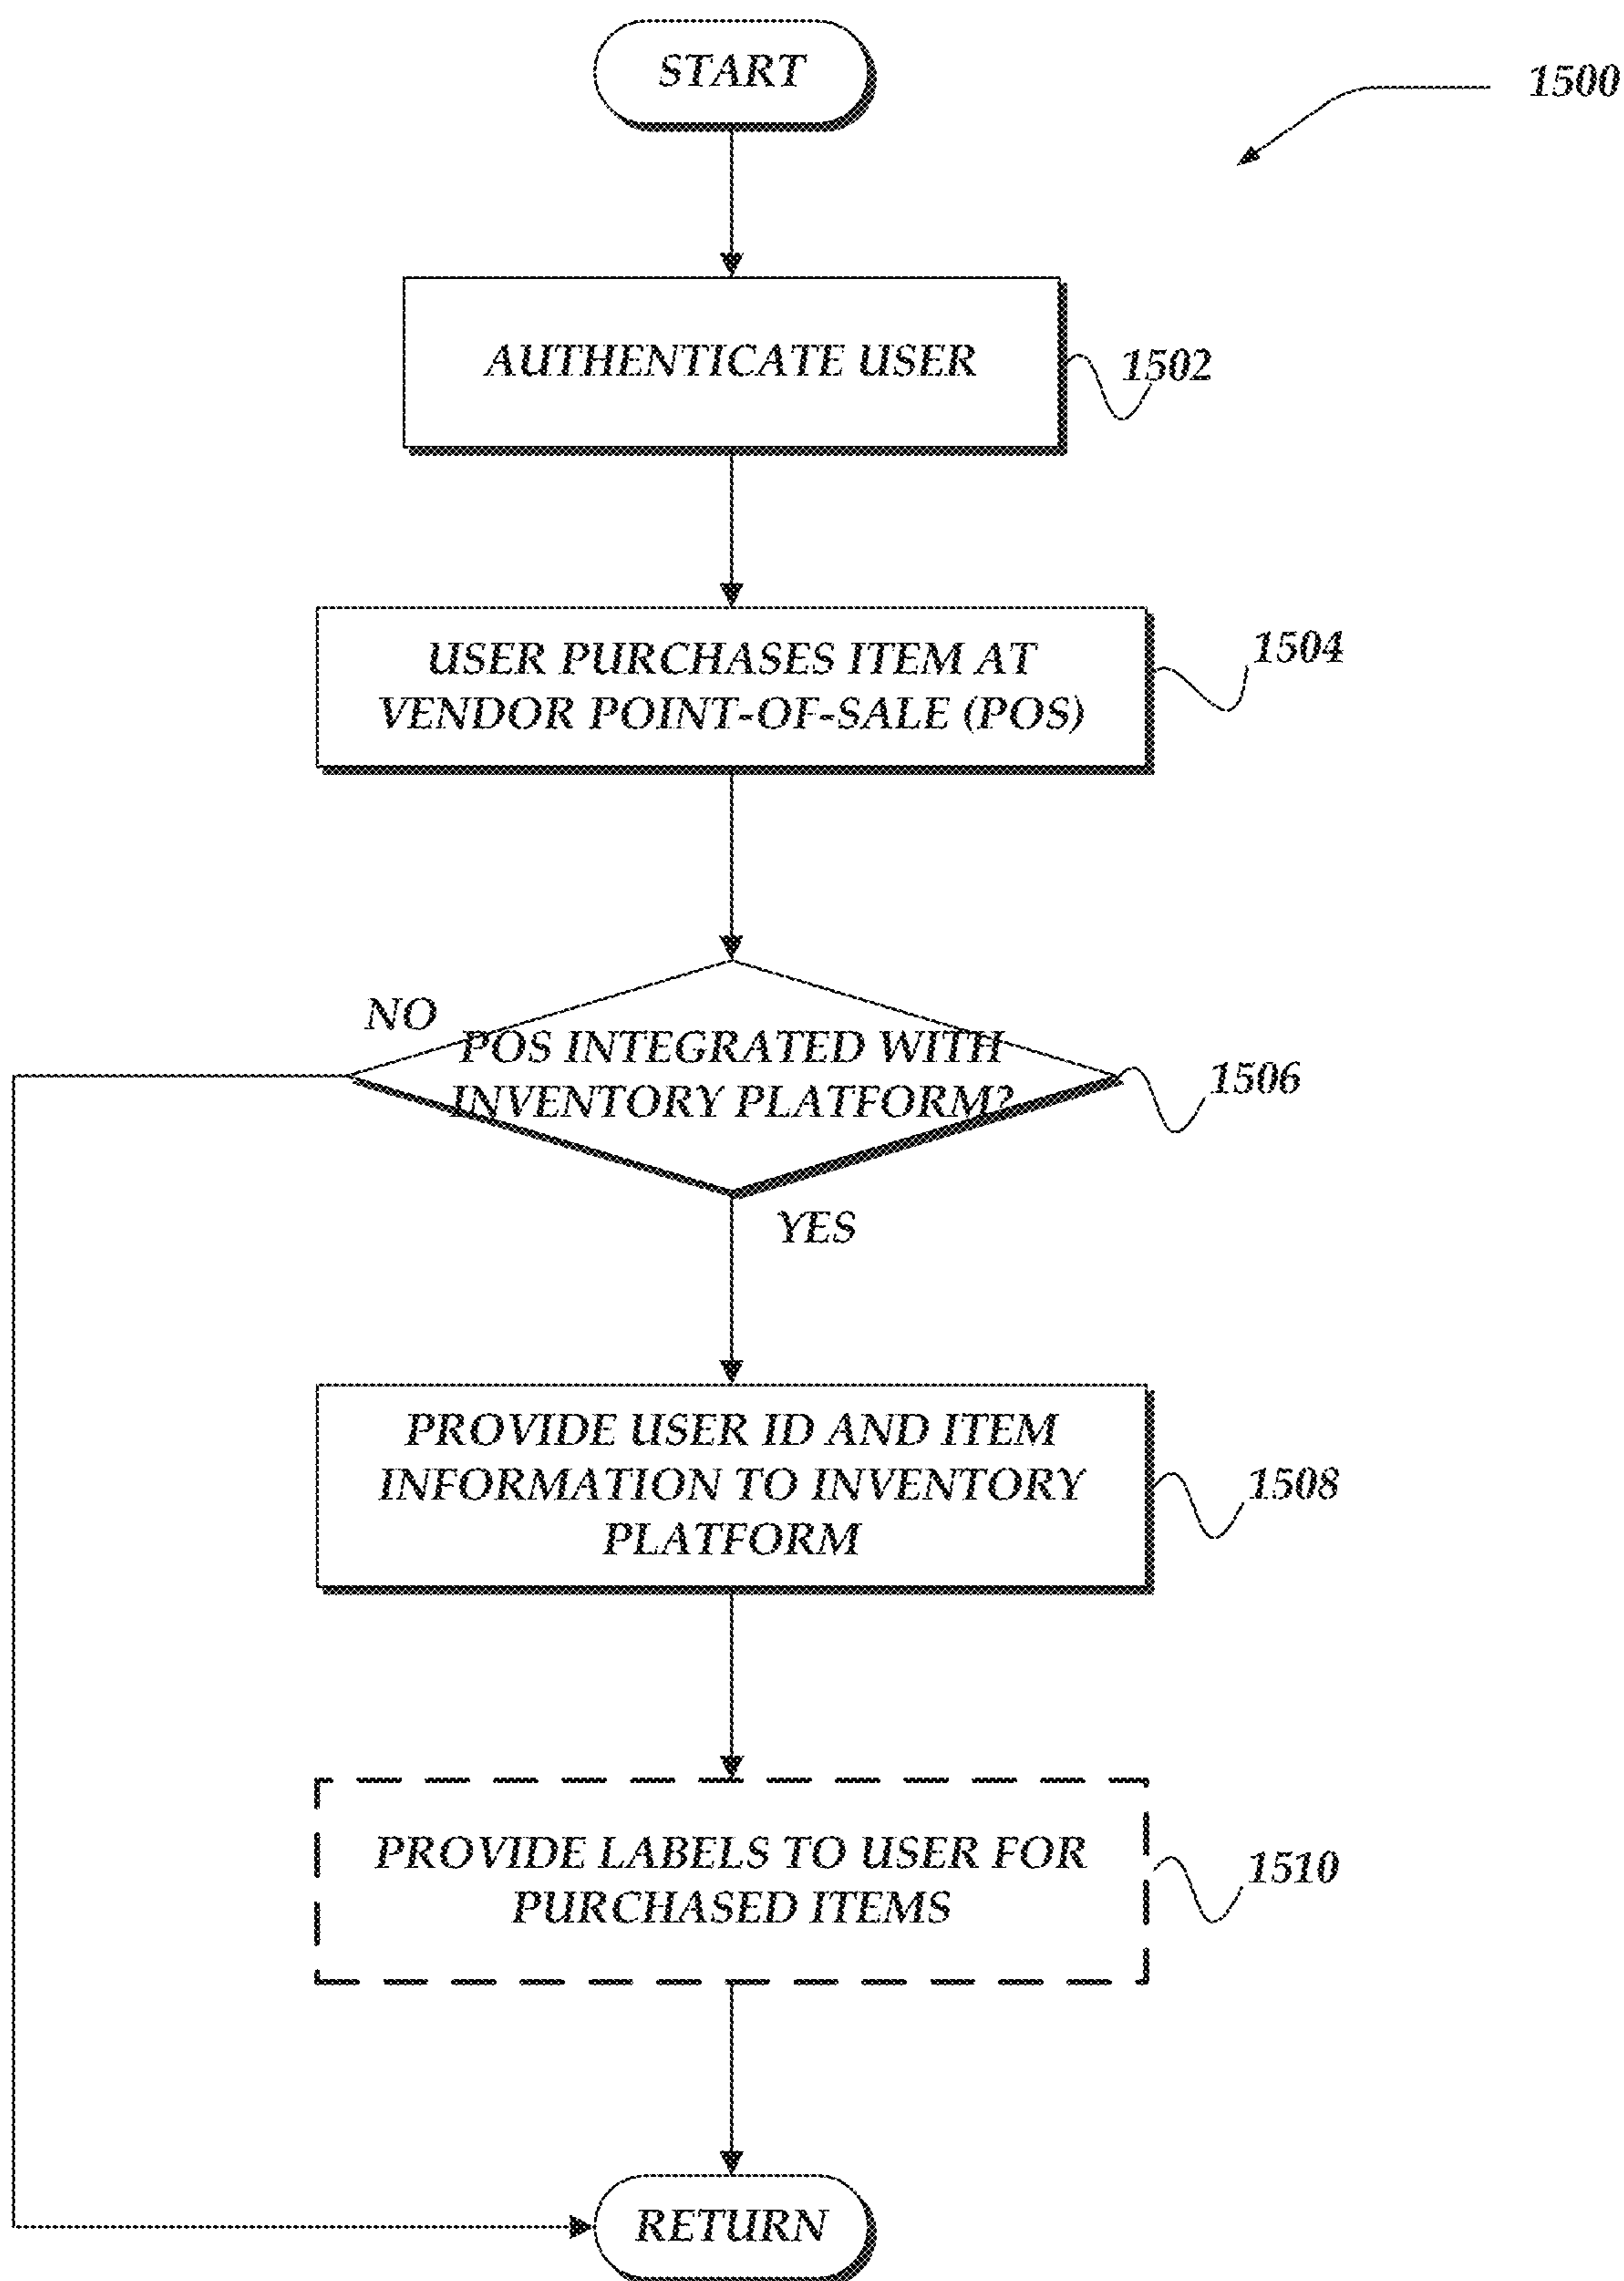 START
1500
AUTHENTICATE USER
1502
USER PURCHASES ITEM AT
VENDOR POINT-OF-SALE (POS)
1504
NO
POS INTEGRATED WITH
INVENTORY PLATFORM?
1506
YES
PROVIDE USER ID AND ITEM
INFORMATION TO INVENTORY
PLATFORM
1508
PROVIDE LABELS TO USER FOR
PURCHASED ITEMS
1510
RETURN